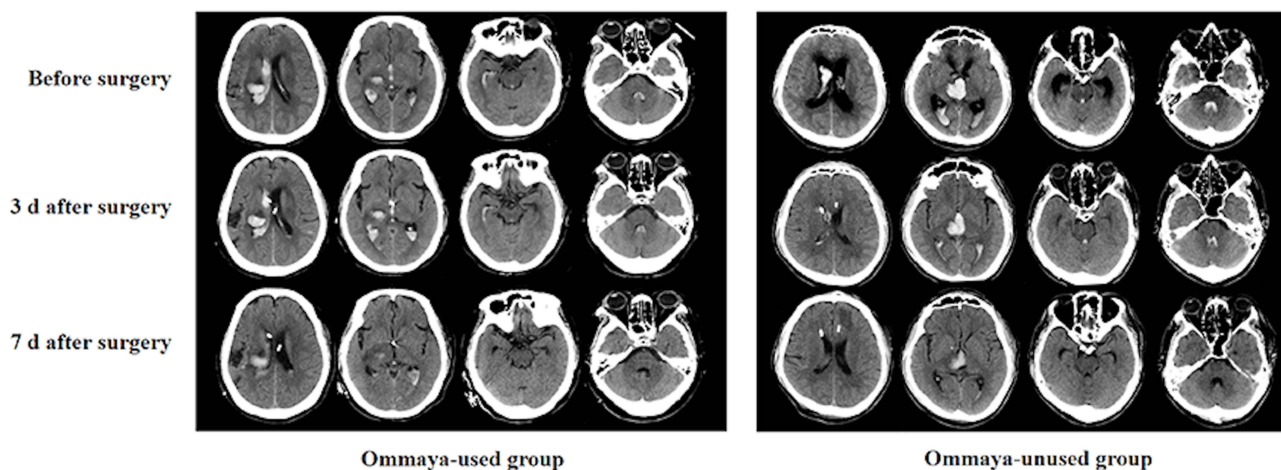 Before surgery
3 d after surgery
7 d after surgery
Ommaya-used group
Ommaya-unused group